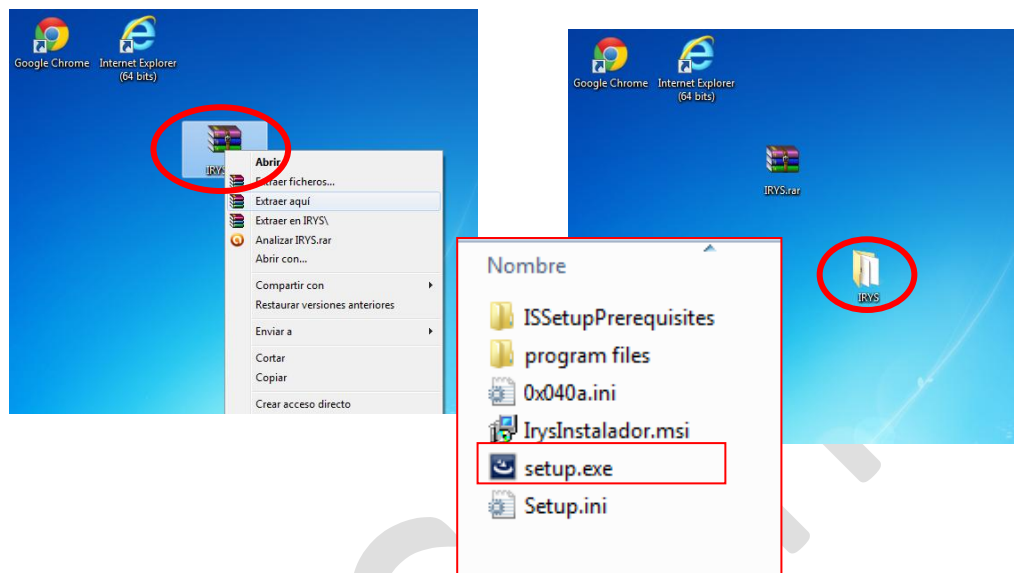 Google Chrome
Internet Explorer
(64 bits)
Abrir
Extraer ficheros...
Extraer aquí
Extraer en IRYS\
Analizar IRYS.rar
Abrir con...
Compartir con
Restaurar versiones anteriores
Enviar a
Cortar
Copiar
Crear acceso directo
Google Chrome
Internet Explorer
(64 bits)
IRYS.rar
IRYS
Nombre
ISSetupPrerequisites
program files
0x040a.ini
IrysInstalador.msi
setup.exe
Setup.ini